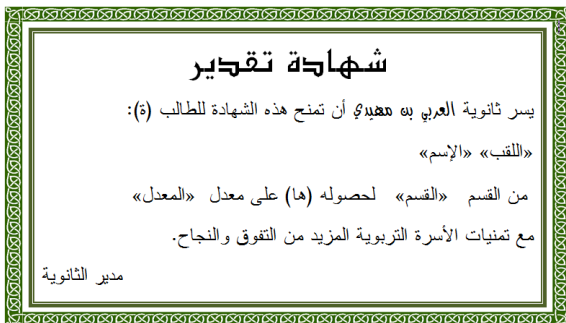 شهادة تقدير
يسر ثانوية العربي بن مهيدي أن تمنح هذه الشهادة للطالب (ة):
«اللقب» «الإسم»
من القسم «القسم» لحصوله (ها) على معدل «المعدل»
مع تمنيات الأسرة التربوية المزيد من التفوق والنجاح.
مدير الثانوية